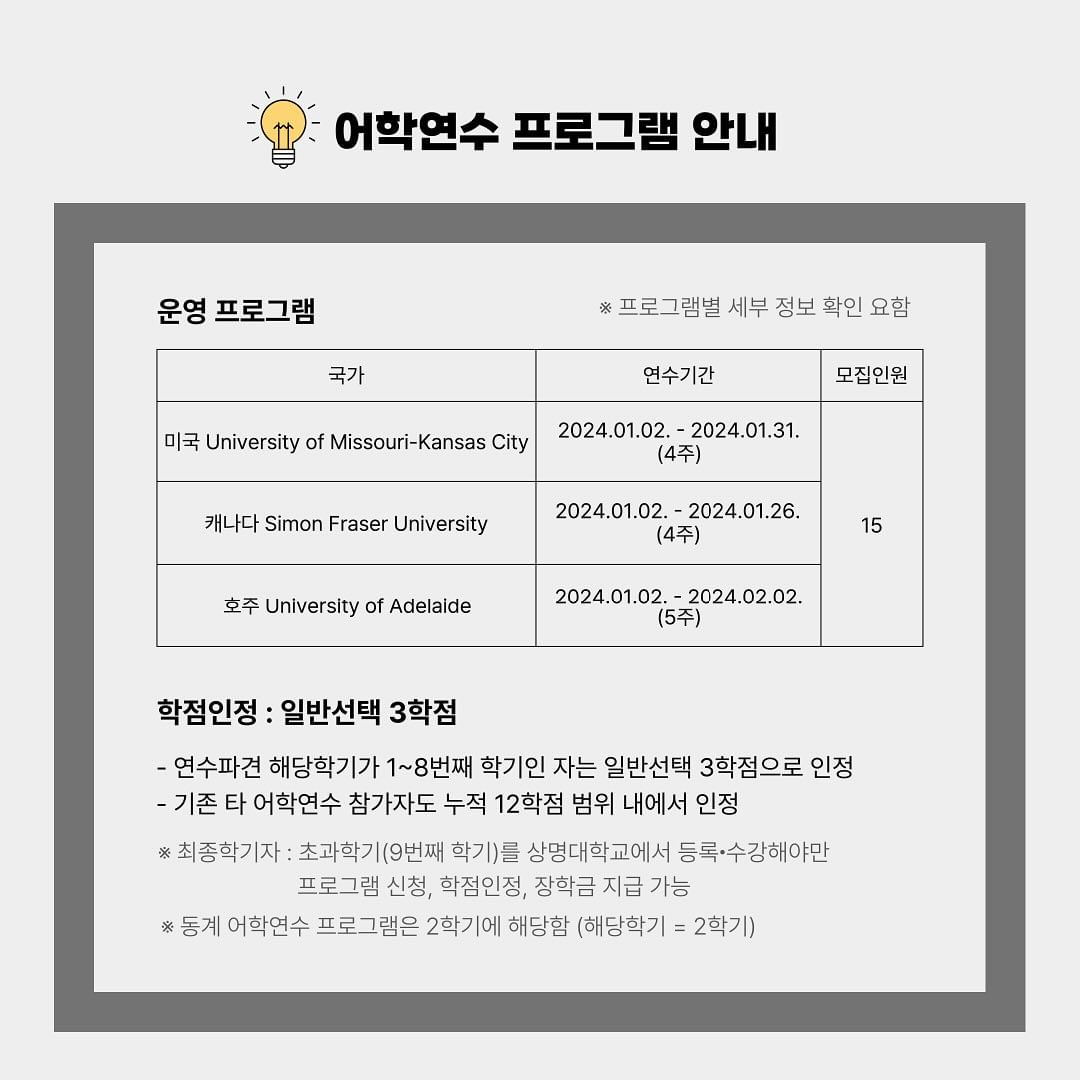 어학연수 프로그램 안내
운영 프로그램
※ 프로그램별 세부 정보 확인 요함
국가 연수기간 모집인원
미국 University of Missouri-Kansas City
2024.01.02. - 2024.01.31.
(4주)
캐나다 Simon Fraser University
2024.01.02. - 2024.01.26.
(4주)
15
호주 University of Adelaide
2024.01.02. - 2024.02.02.
(5주)
학점인정 : 일반선택 3학점
- 연수파견 해당학기가 1~8번째 학기인 자는 일반선택 3학점으로 인정
- 기존 타 어학연수 참가자도 누적 12학점 범위 내에서 인정
※ 최종학기자 : 초과학기(9번째 학기)를 상명대학교에서 등록•수강해야만
프로그램 신청, 학점인정, 장학금 지급 가능
※ 동계 어학연수 프로그램은 2학기에 해당함 (해당학기 = 2학기)